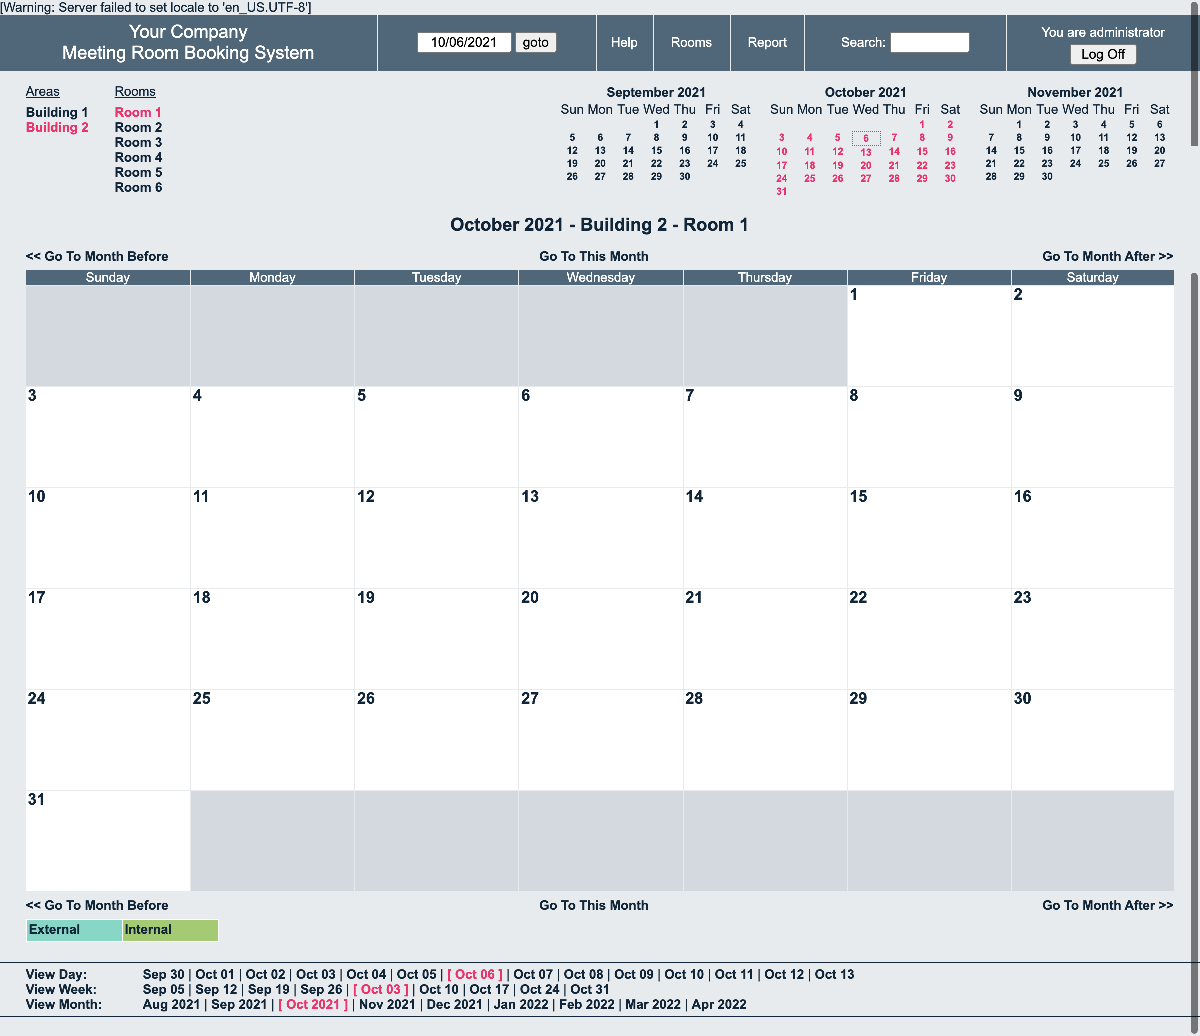 [Warning: Server failed to set locale to 'en_US.UTF-8']
Your Company
Meeting Room Booking System
10/06/2021 goto
Help
Rooms
Report
Search:
You are administrator
Log Off
Areas
Building 1
Building 2
Rooms
Room 1
Room 2
Room 3
Room 4
Room 5
Room 6
September 2021
Sun Mon Tue Wed Thu Fri Sat
1 2 3 4
5 6 7 8 9 10 11
12 13 14 15 16 17 18
19 20 21 22 23 24 25
26 27 28 29 30
October 2021
Sun Mon Tue Wed Thu Fri Sat
1 2
3 4 5 6 7 8 9
10 11 12 13 14 15 16
17 18 19 20 21 22 23
24 25 26 27 28 29 30
31
November 2021
Sun Mon Tue Wed Thu Fri Sat
1 2 3 4 5 6
7 8 9 10 11 12 13
14 15 16 17 18 19 20
21 22 23 24 25 26 27
28 29 30
October 2021 - Building 2 - Room 1
<< Go To Month Before Go To This Month Go To Month After >>
Sunday Monday Tuesday Wednesday Thursday Friday Saturday
1 2
3 4 5 6 7 8 9
10 11 12 13 14 15 16
17 18 19 20 21 22 23
24 25 26 27 28 29 30
31
<< Go To Month Before Go To This Month Go To Month After >>
External Internal
View Day: Sep 30 | Oct 01 | Oct 02 | Oct 03 | Oct 04 | Oct 05 | [ Oct 06 ] | Oct 07 | Oct 08 | Oct 09 | Oct 10 | Oct 11 | Oct 12 | Oct 13
View Week: Sep 05 | Sep 12 | Sep 19 | Sep 26 | [ Oct 03 ] | Oct 10 | Oct 17 | Oct 24 | Oct 31
View Month: Aug 2021 | Sep 2021 | [ Oct 2021 ] | Nov 2021 | Dec 2021 | Jan 2022 | Feb 2022 | Mar 2022 | Apr 2022